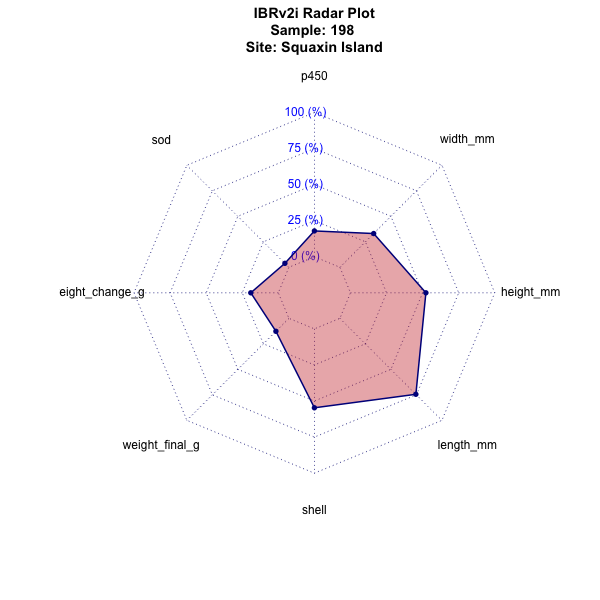 IBRv2i Radar Plot
Sample: 198
Site: Squaxin Island
p450
100 (%)
sod
width_mm
75 (%)
50 (%)
25 (%)
0 (%)
eight_change_g
height_mm
weight_final_g
length_mm
shell